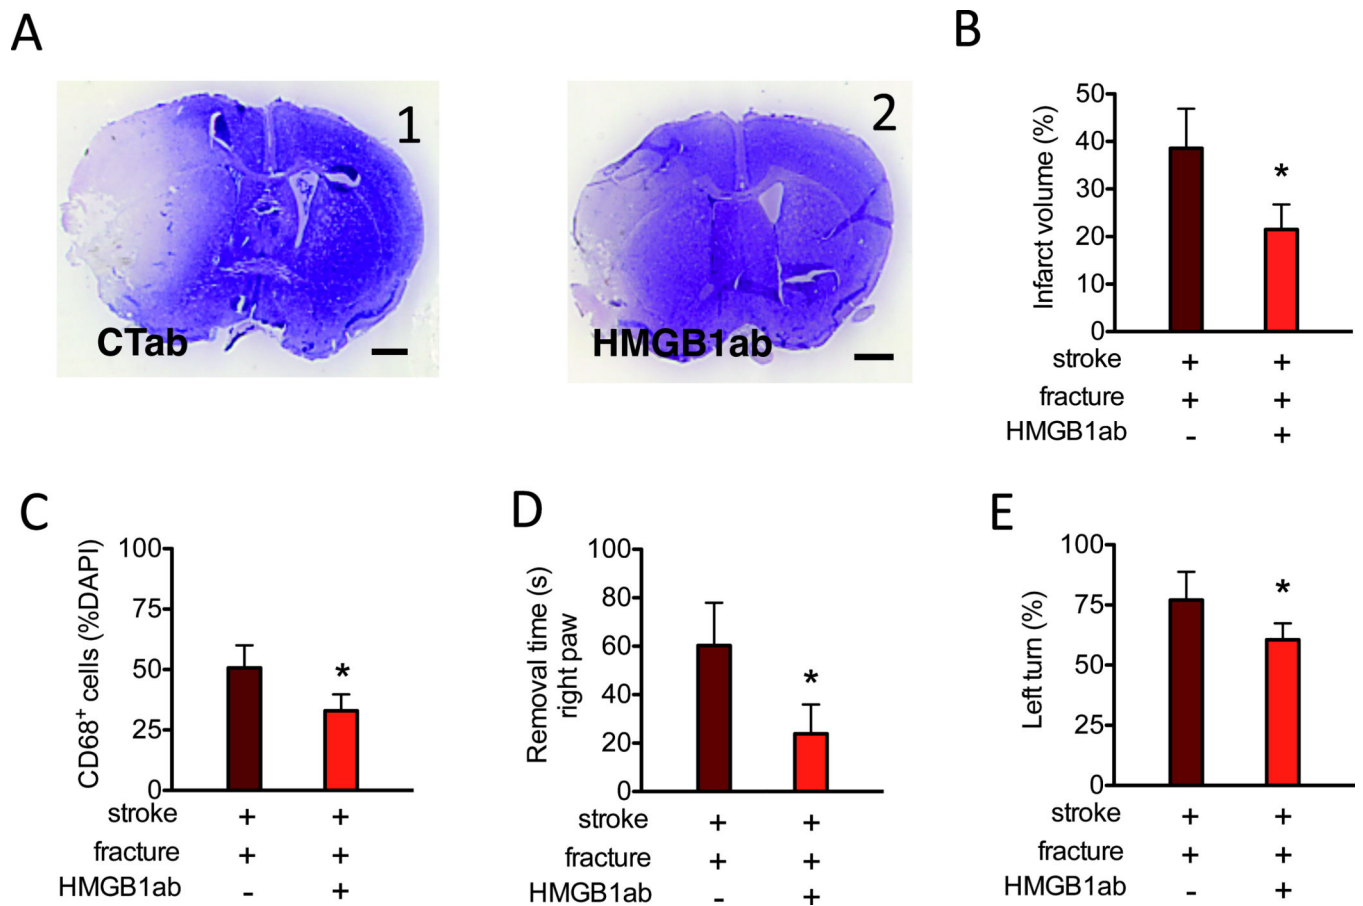 A
1
CTab
2
HMGB1ab
B
Infarct volume (%)
50
40
30
20
10
0
*
stroke + +
fracture + +
HMGB1ab - +
C
CD68+ cells (%DAPI)
100
75
50
25
0
*
stroke + +
fracture + +
HMGB1ab - +
D
Removal time (s)
right paw
100
80
60
40
20
0
*
stroke + +
fracture + +
HMGB1ab - +
E
Left turn (%)
100
75
50
25
0
*
stroke + +
fracture + +
HMGB1ab - +